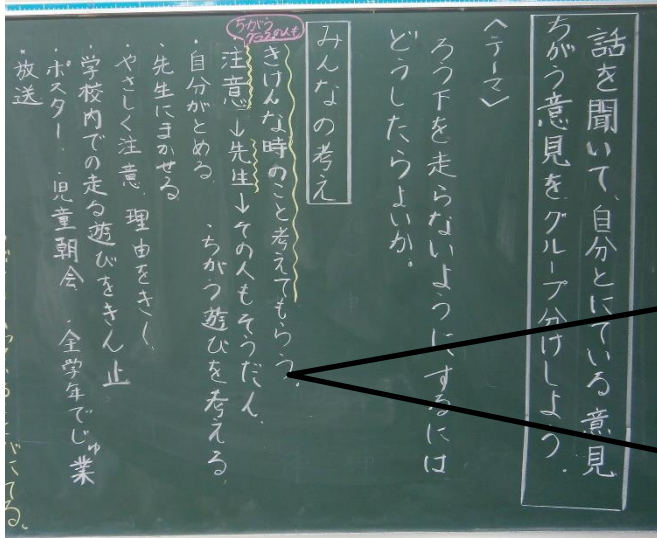 話を聞いて、自分とにている意見
ちがう意見をグループ分けしよう。
〈テーマ〉
ろう下を走らないようにするには
どうしたらよいか。
みんなの考え
ちがう
クラスの人も
きけんな時のこと考えてもらう。
注意→先生→その人もそうだん。
・自分がとめる ・ちがう遊びを考える
・先生にまかせる
・やさしく注意、理由をきく、
・学校内での走る遊びをきん止
・ポスター・児童朝会・全学年でじゅ業
・放送